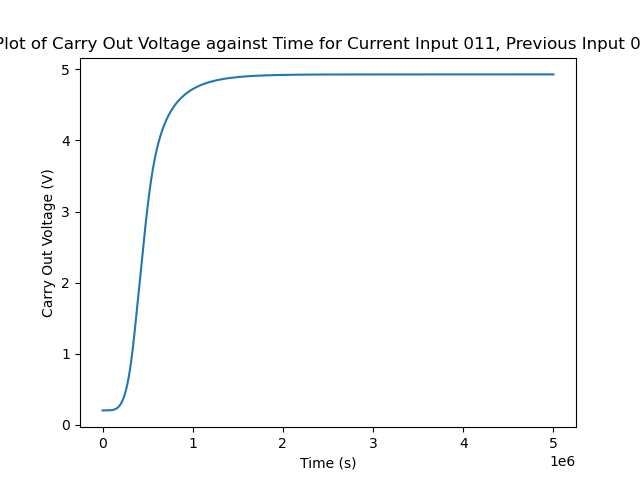 Plot of Carry Out Voltage against Time for Current Input 011, Previous Input 0
5
4
3
2
1
0
Carry Out Voltage (V)
0 1 2 3 4 5
1e6
Time (s)